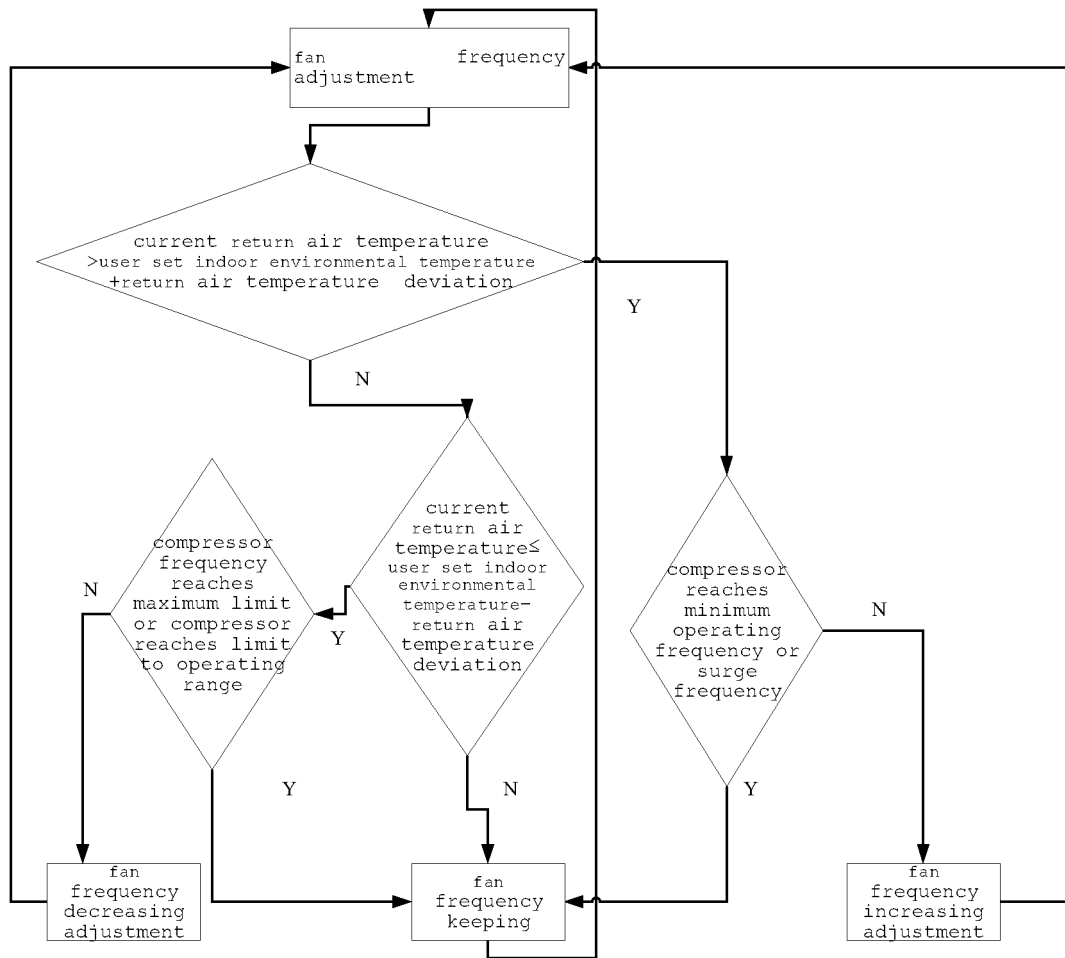 fan frequency
adjustment
current return air temperature
>user set indoor environmental temperature
+return air temperature deviation
Y
N
current
return air
temperature≤
user set indoor
environmental
temperature-
return air
temperature
deviation
compressor
frequency
reaches
maximum limit
or compressor
reaches limit
to operating
range
compressor
reaches
minimum
operating
frequency or
surge
frequency
N
Y
N
Y
N
Y
fan
frequency
decreasing
adjustment
fan
frequency
keeping
fan
frequency
increasing
adjustment